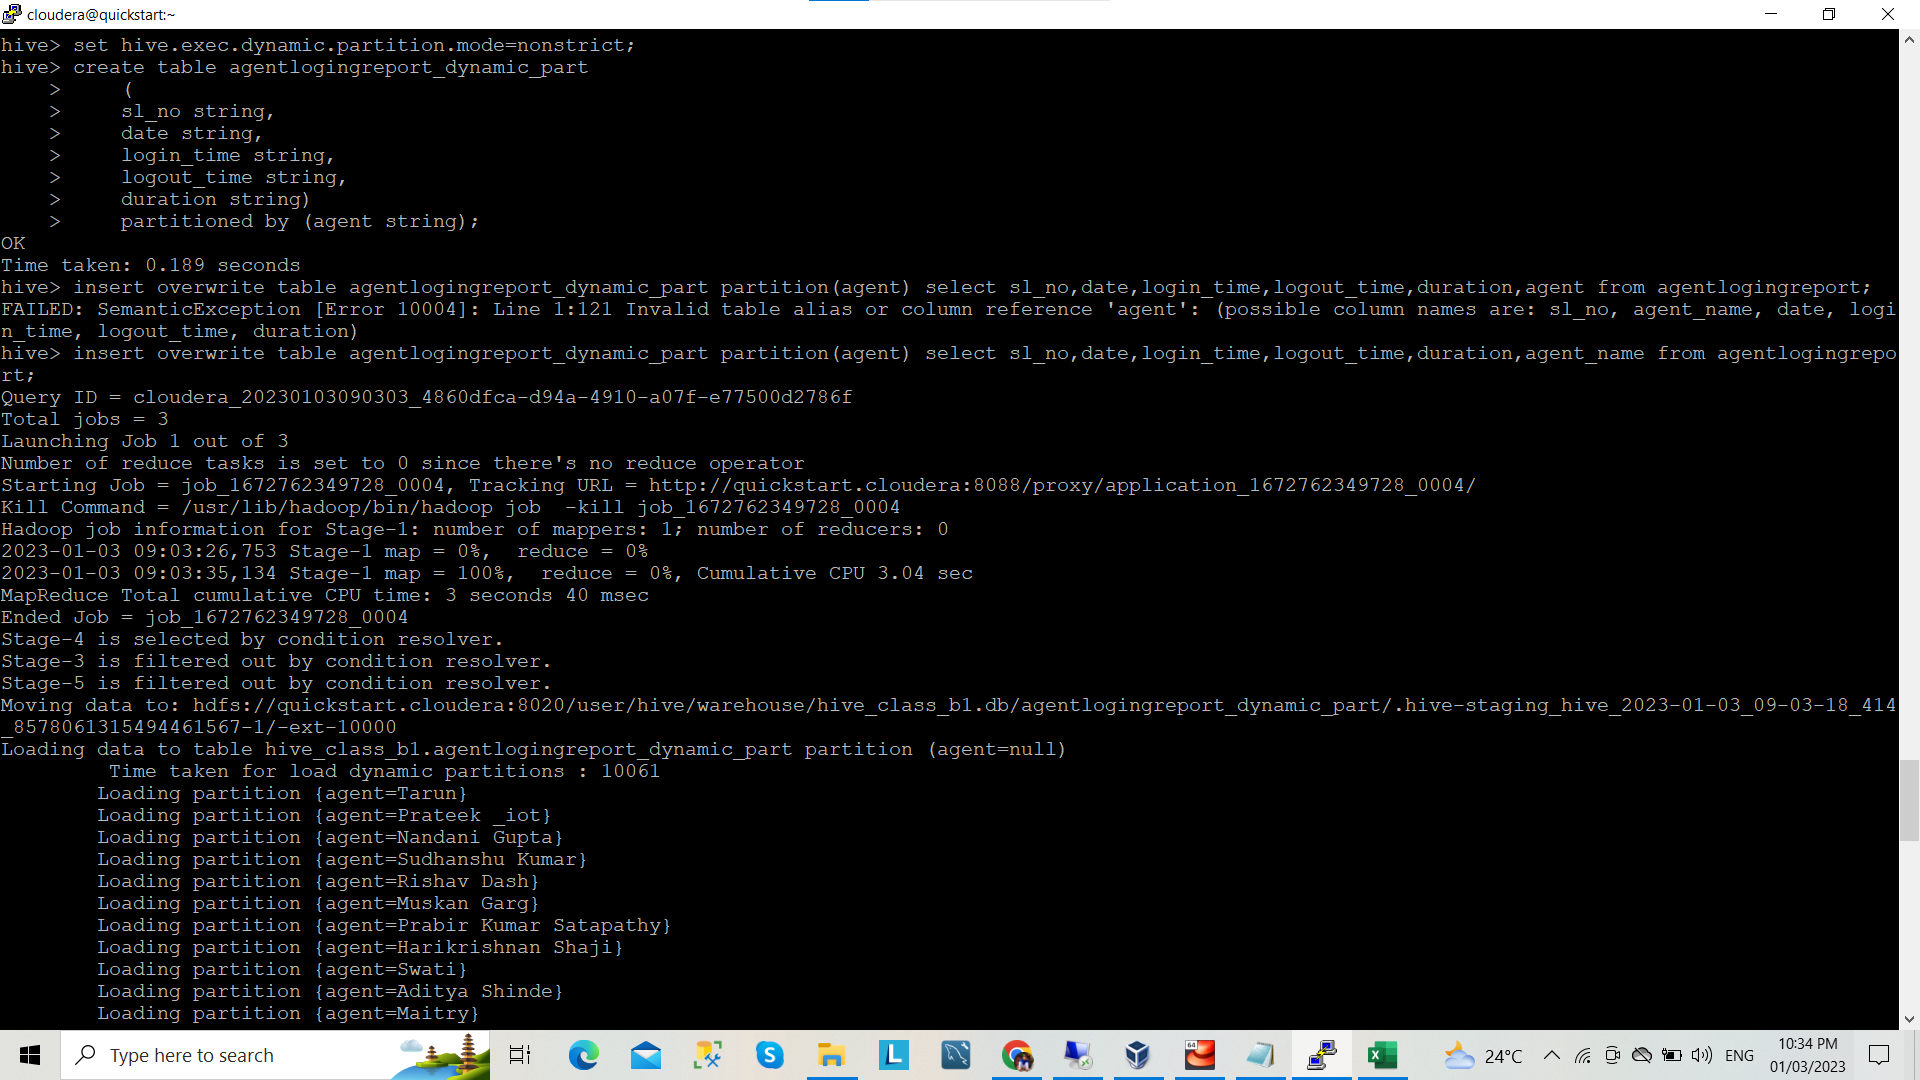 cloudera@quickstart:~
hive> set hive.exec.dynamic.partition.mode=nonstrict;
hive> create table agentlogingreport_dynamic_part
    >     (
    >     sl_no string,
    >     date string,
    >     login_time string,
    >     logout_time string,
    >     duration string)
    >     partitioned by (agent string);
OK
Time taken: 0.189 seconds
hive> insert overwrite table agentlogingreport_dynamic_part partition(agent) select sl_no,date,login_time,logout_time,duration,agent from agentlogingreport;
FAILED: SemanticException [Error 10004]: Line 1:121 Invalid table alias or column reference 'agent': (possible column names are: sl_no, agent_name, date, logi
n_time, logout_time, duration)
hive> insert overwrite table agentlogingreport_dynamic_part partition(agent) select sl_no,date,login_time,logout_time,duration,agent_name from agentlogingrepo
rt;
Query ID = cloudera_20230103090303_4860dfca-d94a-4910-a07f-e77500d2786f
Total jobs = 3
Launching Job 1 out of 3
Number of reduce tasks is set to 0 since there's no reduce operator
Starting Job = job_1672762349728_0004, Tracking URL = http://quickstart.cloudera:8088/proxy/application_1672762349728_0004/
Kill Command = /usr/lib/hadoop/bin/hadoop job  -kill job_1672762349728_0004
Hadoop job information for Stage-1: number of mappers: 1; number of reducers: 0
2023-01-03 09:03:26,753 Stage-1 map = 0%,  reduce = 0%
2023-01-03 09:03:35,134 Stage-1 map = 100%,  reduce = 0%, Cumulative CPU 3.04 sec
MapReduce Total cumulative CPU time: 3 seconds 40 msec
Ended Job = job_1672762349728_0004
Stage-4 is selected by condition resolver.
Stage-3 is filtered out by condition resolver.
Stage-5 is filtered out by condition resolver.
Moving data to: hdfs://quickstart.cloudera:8020/user/hive/warehouse/hive_class_b1.db/agentlogingreport_dynamic_part/.hive-staging_hive_2023-01-03_09-03-18_414
_8578061315494461567-1/-ext-10000
Loading data to table hive_class_b1.agentlogingreport_dynamic_part partition (agent=null)
         Time taken for load dynamic partitions : 10061
        Loading partition {agent=Tarun}
        Loading partition {agent=Prateek _iot}
        Loading partition {agent=Nandani Gupta}
        Loading partition {agent=Sudhanshu Kumar}
        Loading partition {agent=Rishav Dash}
        Loading partition {agent=Muskan Garg}
        Loading partition {agent=Prabir Kumar Satapathy}
        Loading partition {agent=Harikrishnan Shaji}
        Loading partition {agent=Swati}
        Loading partition {agent=Aditya Shinde}
        Loading partition {agent=Maitry}
Type here to search
L
64
24°C
ENG
10:34 PM
01/03/2023